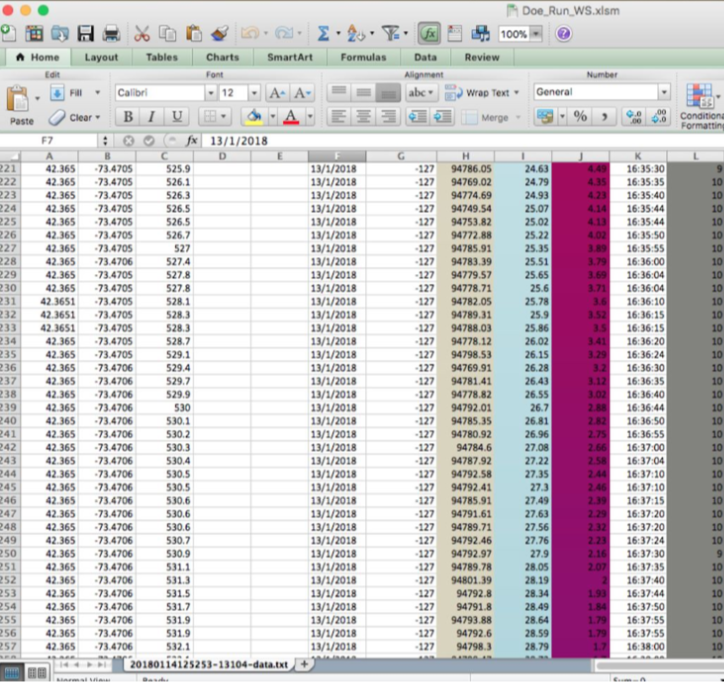 Doe_Run_WS.xlsm
100%
Home Layout Tables Charts SmartArt Formulas Data Review
Edit Font Alignment Number
Fill Calibri 12 A A abc Wrap Text General
Paste Clear B I U A Merge % Conditional Formatting
F7 fx 13/1/2018
A B C D E F G H I J K L
221 42.365 -73.4705 525.9 13/1/2018 -127 94786.05 24.63 4.49 16:35:30 9
222 42.365 -73.4705 526.1 13/1/2018 -127 94769.02 24.79 4.35 16:35:35 10
223 42.365 -73.4705 526.3 13/1/2018 -127 94774.69 24.93 4.23 16:35:40 10
224 42.365 -73.4705 526.5 13/1/2018 -127 94749.54 25.07 4.14 16:35:44 10
225 42.365 -73.4705 526.5 13/1/2018 -127 94753.82 25.02 4.13 16:35:44 10
226 42.365 -73.4705 526.7 13/1/2018 -127 94772.88 25.22 4.02 16:35:50 10
227 42.365 -73.4705 527 13/1/2018 -127 94785.91 25.35 3.89 16:35:55 10
228 42.365 -73.4706 527.4 13/1/2018 -127 94783.39 25.51 3.79 16:36:00 10
229 42.365 -73.4705 527.8 13/1/2018 -127 94779.57 25.65 3.69 16:36:04 10
230 42.365 -73.4705 527.8 13/1/2018 -127 94778.71 25.6 3.71 16:36:04 10
231 42.3651 -73.4705 528.1 13/1/2018 -127 94782.05 25.78 3.6 16:36:10 10
232 42.3651 -73.4705 528.3 13/1/2018 -127 94789.31 25.9 3.52 16:36:15 10
233 42.3651 -73.4705 528.3 13/1/2018 -127 94788.03 25.86 3.5 16:36:15 10
234 42.365 -73.4705 528.7 13/1/2018 -127 94778.12 26.02 3.41 16:36:20 10
235 42.365 -73.4705 529.1 13/1/2018 -127 94798.53 26.15 3.29 16:36:24 10
236 42.365 -73.4706 529.4 13/1/2018 -127 94769.91 26.28 3.2 16:36:30 10
237 42.365 -73.4706 529.7 13/1/2018 -127 94781.41 26.43 3.12 16:36:35 10
238 42.365 -73.4706 529.9 13/1/2018 -127 94778.82 26.55 3.02 16:36:40 10
239 42.365 -73.4706 530 13/1/2018 -127 94792.01 26.7 2.88 16:36:44 10
240 42.365 -73.4706 530.1 13/1/2018 -127 94785.35 26.81 2.82 16:36:50 10
241 42.365 -73.4706 530.2 13/1/2018 -127 94780.92 26.96 2.75 16:36:55 10
242 42.365 -73.4706 530.3 13/1/2018 -127 94784.6 27.08 2.66 16:37:00 10
243 42.365 -73.4706 530.4 13/1/2018 -127 94787.92 27.22 2.58 16:37:04 10
244 42.365 -73.4706 530.5 13/1/2018 -127 94792.58 27.35 2.44 16:37:10 10
245 42.365 -73.4706 530.5 13/1/2018 -127 94792.41 27.3 2.46 16:37:10 10
246 42.365 -73.4706 530.6 13/1/2018 -127 94785.91 27.49 2.39 16:37:15 10
247 42.365 -73.4706 530.6 13/1/2018 -127 94791.61 27.63 2.29 16:37:20 10
248 42.365 -73.4706 530.6 13/1/2018 -127 94789.71 27.56 2.32 16:37:20 10
249 42.365 -73.4706 530.7 13/1/2018 -127 94792.46 27.76 2.23 16:37:24 10
250 42.365 -73.4706 530.9 13/1/2018 -127 94792.97 27.9 2.16 16:37:30 9
251 42.365 -73.4706 531.1 13/1/2018 -127 94789.78 28.05 2.07 16:37:35 10
252 42.365 -73.4706 531.3 13/1/2018 -127 94801.39 28.19 2 16:37:40 10
253 42.365 -73.4706 531.5 13/1/2018 -127 94792.8 28.34 1.93 16:37:44 10
254 42.365 -73.4706 531.7 13/1/2018 -127 94791.8 28.49 1.84 16:37:50 10
255 42.365 -73.4706 531.9 13/1/2018 -127 94793.88 28.64 1.79 16:37:55 10
256 42.365 -73.4706 531.9 13/1/2018 -127 94792.6 28.59 1.79 16:37:55 10
257 42.365 -73.4706 532.1 13/1/2018 -127 94798.3 28.79 1.7 16:38:00 10
20180114125253-13104-data.txt +
Normal View Ready Sum=0